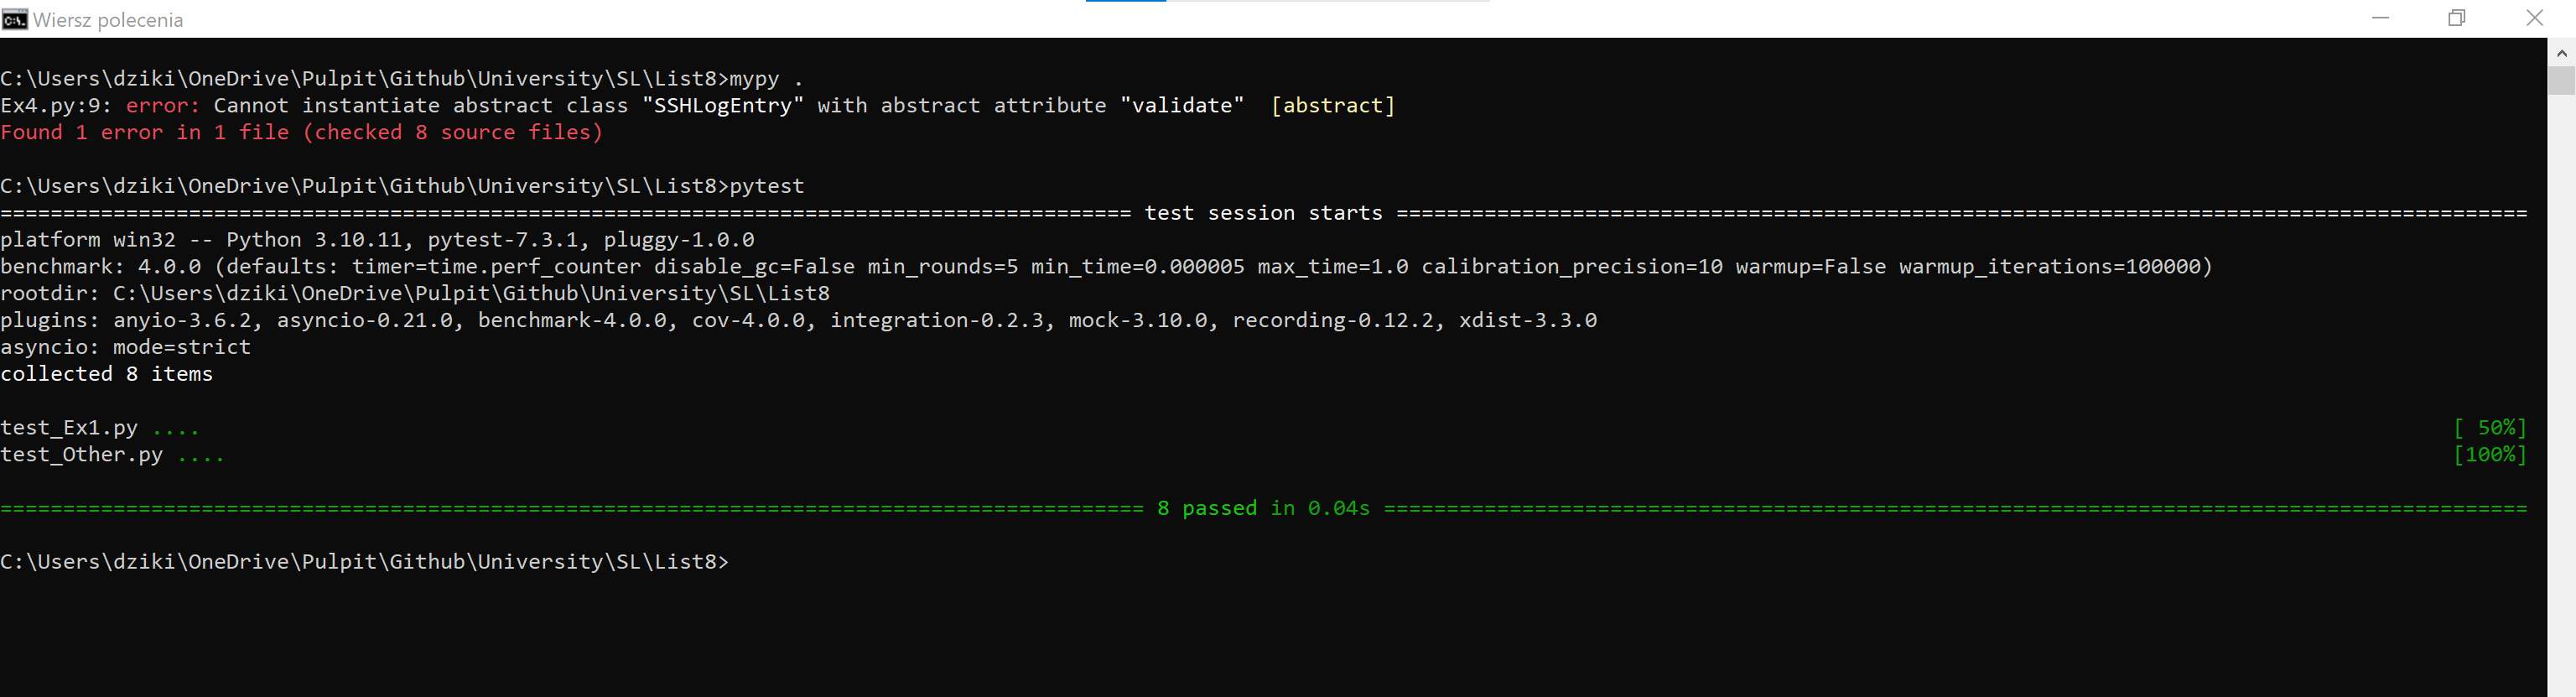 Wiersz polecenia
C:\Users\dziki\OneDrive\Pulpit\Github\University\SL\List8>mypy .
Ex4.py:9: error: Cannot instantiate abstract class "SSHLogEntry" with abstract attribute "validate"  [abstract]
Found 1 error in 1 file (checked 8 source files)
C:\Users\dziki\OneDrive\Pulpit\Github\University\SL\List8>pytest
========================================================================================== test session starts ==========================================================================================
platform win32 -- Python 3.10.11, pytest-7.3.1, pluggy-1.0.0
benchmark: 4.0.0 (defaults: timer=time.perf_counter disable_gc=False min_rounds=5 min_time=0.000005 max_time=1.0 calibration_precision=10 warmup=False warmup_iterations=100000)
rootdir: C:\Users\dziki\OneDrive\Pulpit\Github\University\SL\List8
plugins: anyio-3.6.2, asyncio-0.21.0, benchmark-4.0.0, cov-4.0.0, integration-0.2.3, mock-3.10.0, recording-0.12.2, xdist-3.3.0
asyncio: mode=strict
collected 8 items
test_Ex1.py .... [ 50%]
test_Other.py .... [100%]
=========================================================================================== 8 passed in 0.04s ===========================================================================================
C:\Users\dziki\OneDrive\Pulpit\Github\University\SL\List8>